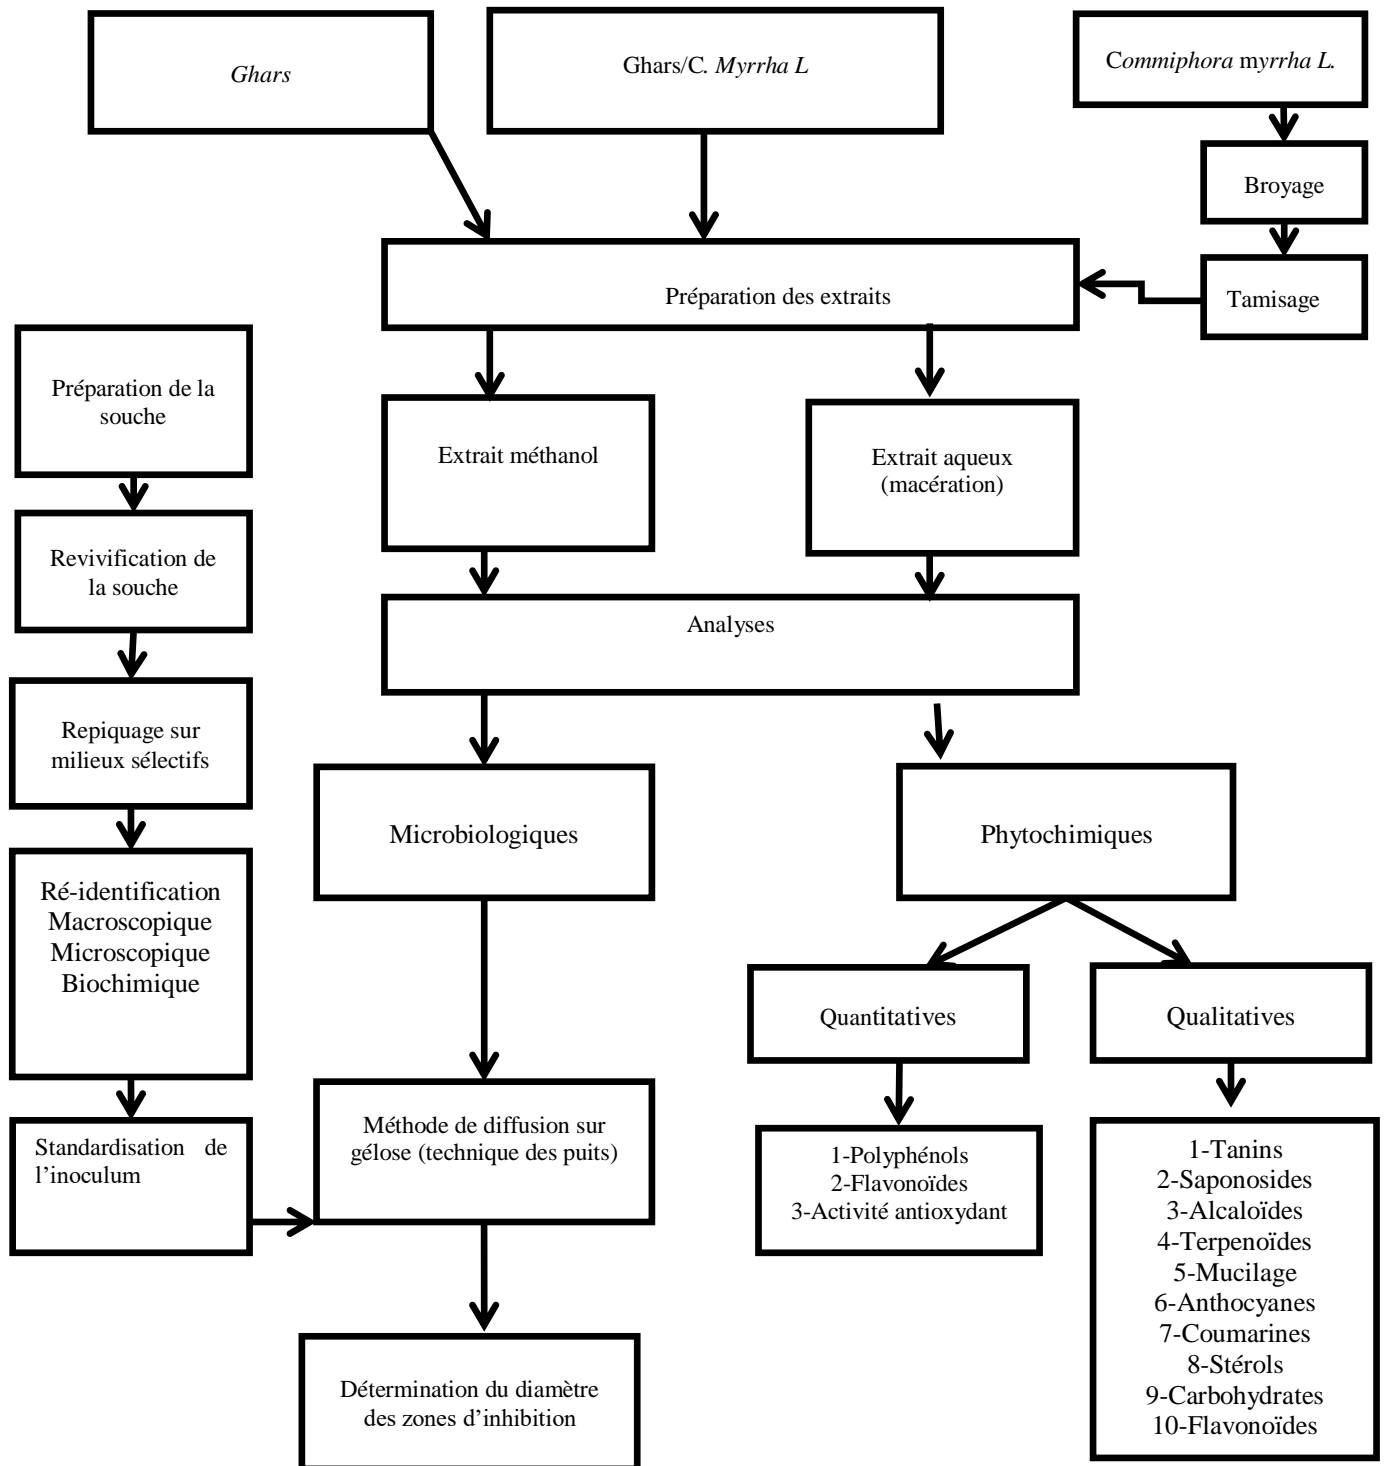 Ghars
Ghars/C. Myrrha L
Commiphora myrrha L.
Broyage
Tamisage
Préparation des extraits
Préparation de la
souche
Extrait méthanol
Extrait aqueux
(macération)
Revivification de
la souche
Analyses
Repiquage sur
milieux sélectifs
Microbiologiques
Phytochimiques
Ré-identification
Macroscopique
Microscopique
Biochimique
Quantitatives
Qualitatives
Standardisation de
l’inoculum
Méthode de diffusion sur
gélose (technique des puits)
1-Polyphénols
2-Flavonoïdes
3-Activité antioxydant
1-Tanins
2-Saponosides
3-Alcaloïdes
4-Terpenoïdes
5-Mucilage
6-Anthocyanes
7-Coumarines
8-Stérols
9-Carbohydrates
10-Flavonoïdes
Détermination du diamètre
des zones d’inhibition